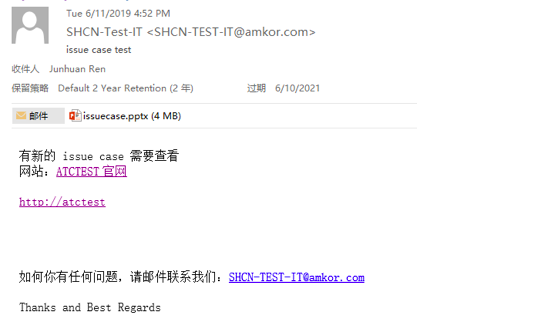 Tue 6/11/2019 4:52 PM
SHCN-Test-IT <SHCN-TEST-IT@amkor.com>
issue case test
收件人 Junhuan Ren
保留策略 Default 2 Year Retention (2 年) 过期 6/10/2021
邮件 issuecase.pptx (4 MB)
有新的 issue case 需要查看
网站：ATCTEST 官网
http://atctest
如何你有任何问题，请邮件联系我们：SHCN-TEST-IT@amkor.com
Thanks and Best Regards